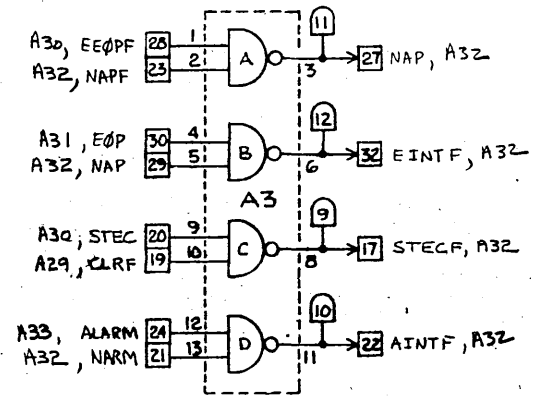 11
A30, EEØPF 28 1
A 3 27 NAP, A32
A32, NAPF 23 2
12
A31, EØP 30 4
B 6 32 EINTF, A32
A32, NAP 29 5
A3
9
A30, STEC 20 9
C 8 17 STECF, A32
A29, CLRF 19 10
10
A33, ALARM 24 12
D 11 22 AINTF, A32
A32, NARM 21 13